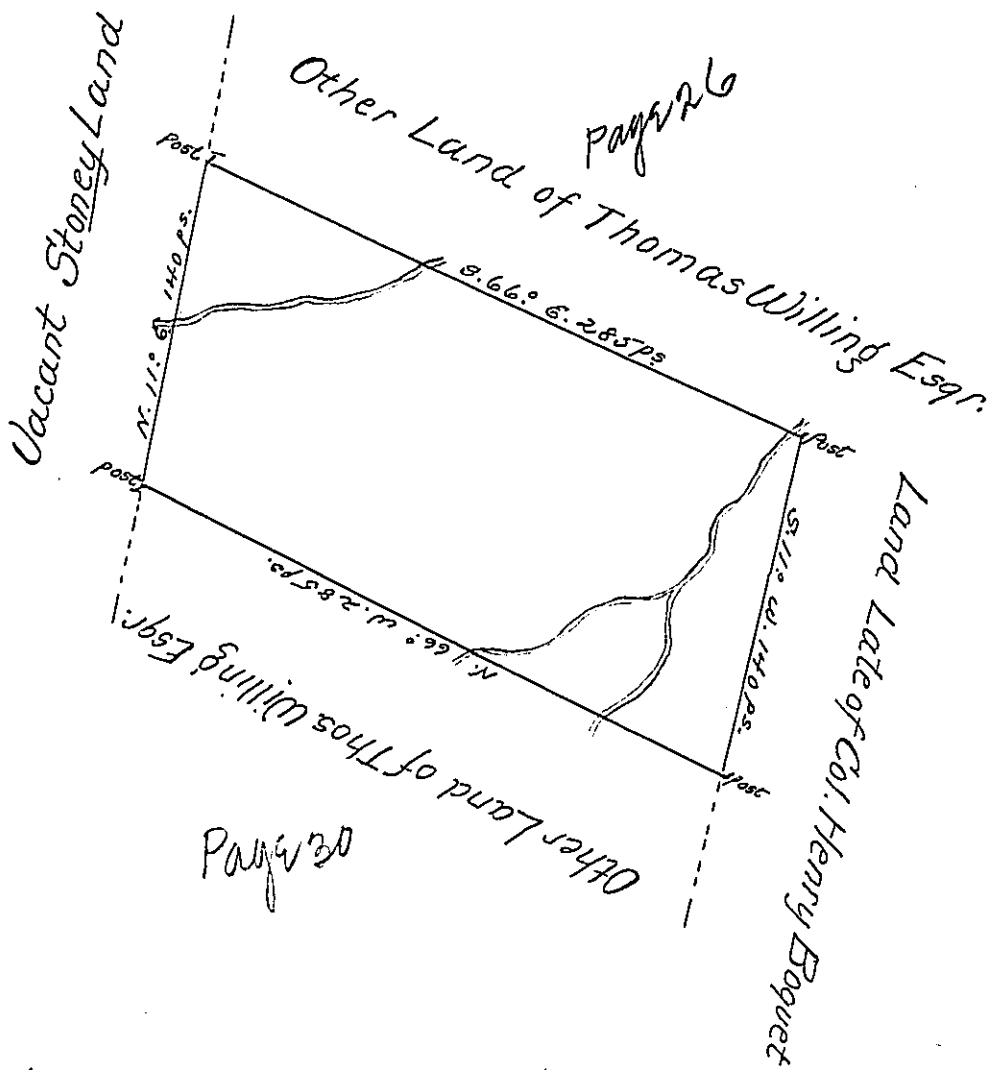 Page 26
Other Land of Thomas Willing Esqr.
Vacant Stoney Land
Post
S. 66.° E. 285 ps
N. 11.° E. 140 ps.
Post
S. 11.° W. 140 ps.
Land Late of Col. Henry Boquet
Post
N. 66.° W. 285 ps.
Post
Other Land of Thos. Willing Esqr.
Page 30